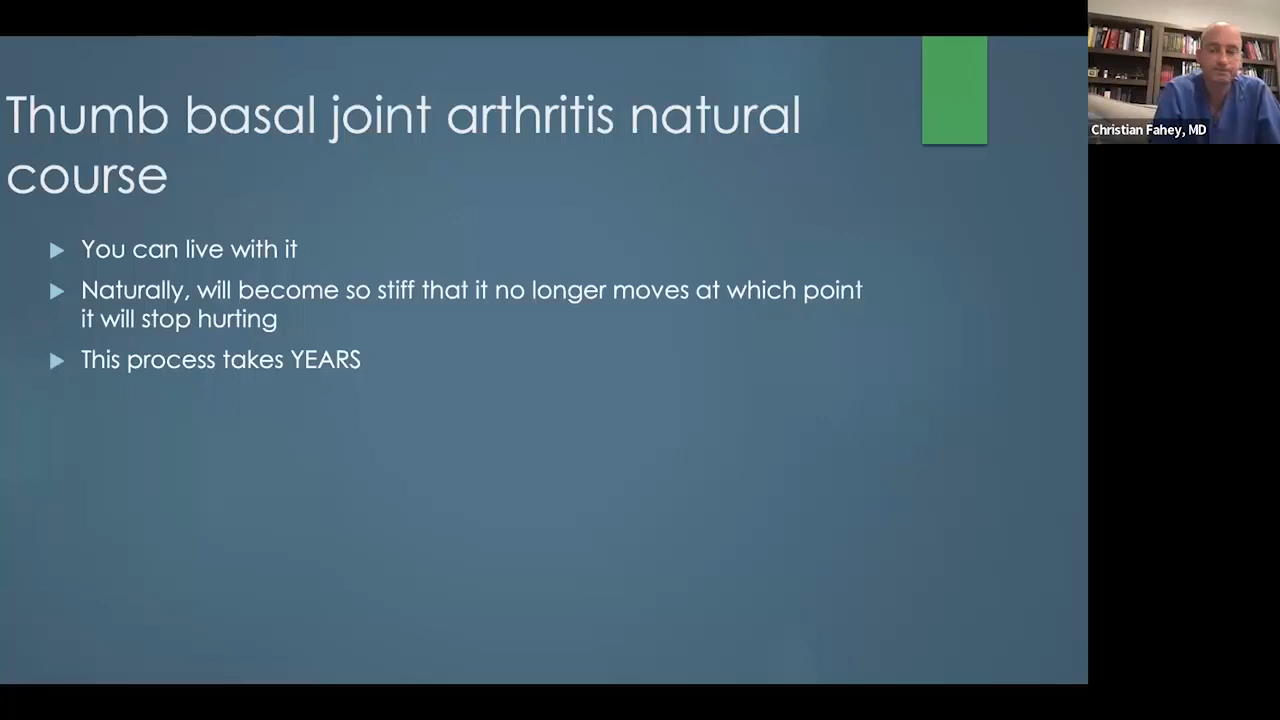 Thumb basal joint arthritis natural
course
You can live with it
Naturally, will become so stiff that it no longer moves at which point
it will stop hurting
This process takes YEARS
Christian Fahey, MD